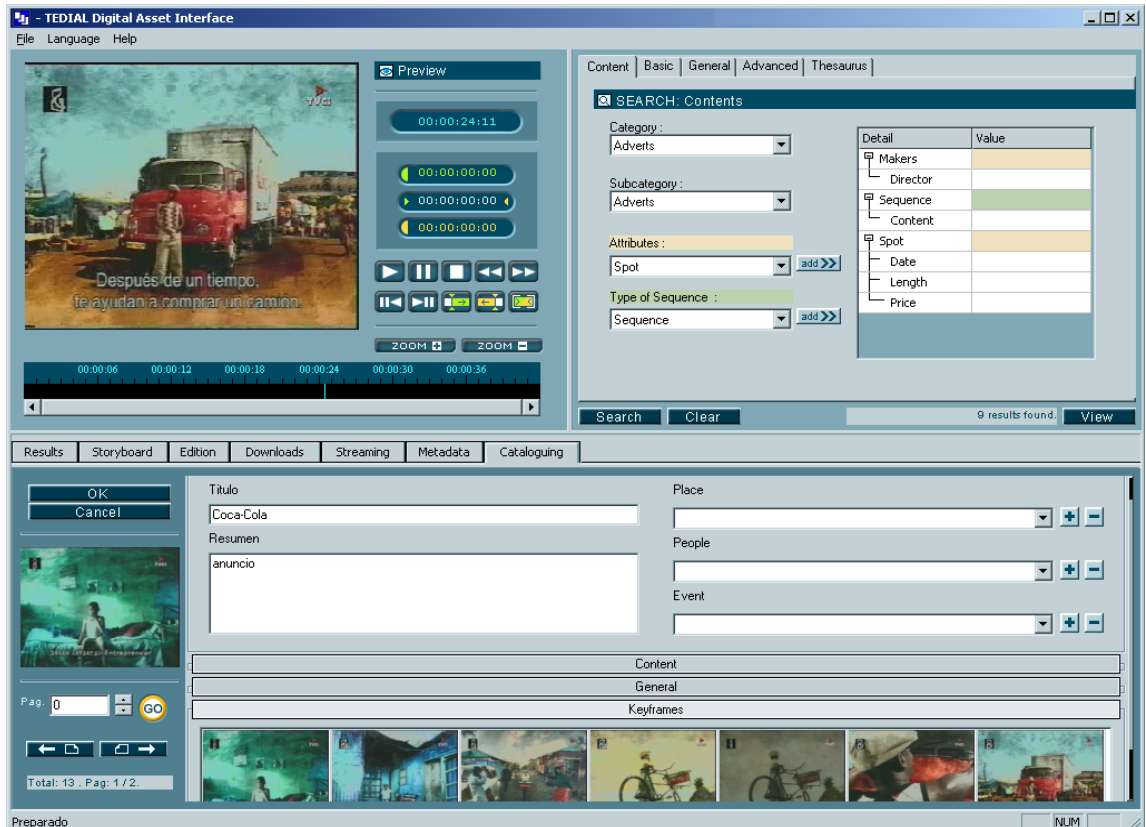 - TEDIAL Digital Asset Interface
File Language Help
TVC
Después de un tiempo,
te ayudan a comprar un camión.
Preview
00:00:24:11
00:00:00:00
00:00:00:00
00:00:00:00
ZOOM
ZOOM
00:00:06 00:00:12 00:00:18 00:00:24 00:00:30 00:00:36
Content Basic General Advanced Thesaurus
SEARCH: Contents
Category :
Adverts
Subcategory :
Adverts
Attributes :
Spot
add >>
Type of Sequence :
Sequence
add >>
Detail Value
Makers
Director
Sequence
Content
Spot
Date
Length
Price
Search Clear 9 results found. View
Results Storyboard Edition Downloads Streaming Metadata Cataloguing
OK
Cancel
Pag. 0 GO
Total: 13 . Pag: 1 / 2.
Titulo
Coca-Cola
Resumen
anuncio
Place
People
Event
Content
General
Keyframes
Preparado NUM